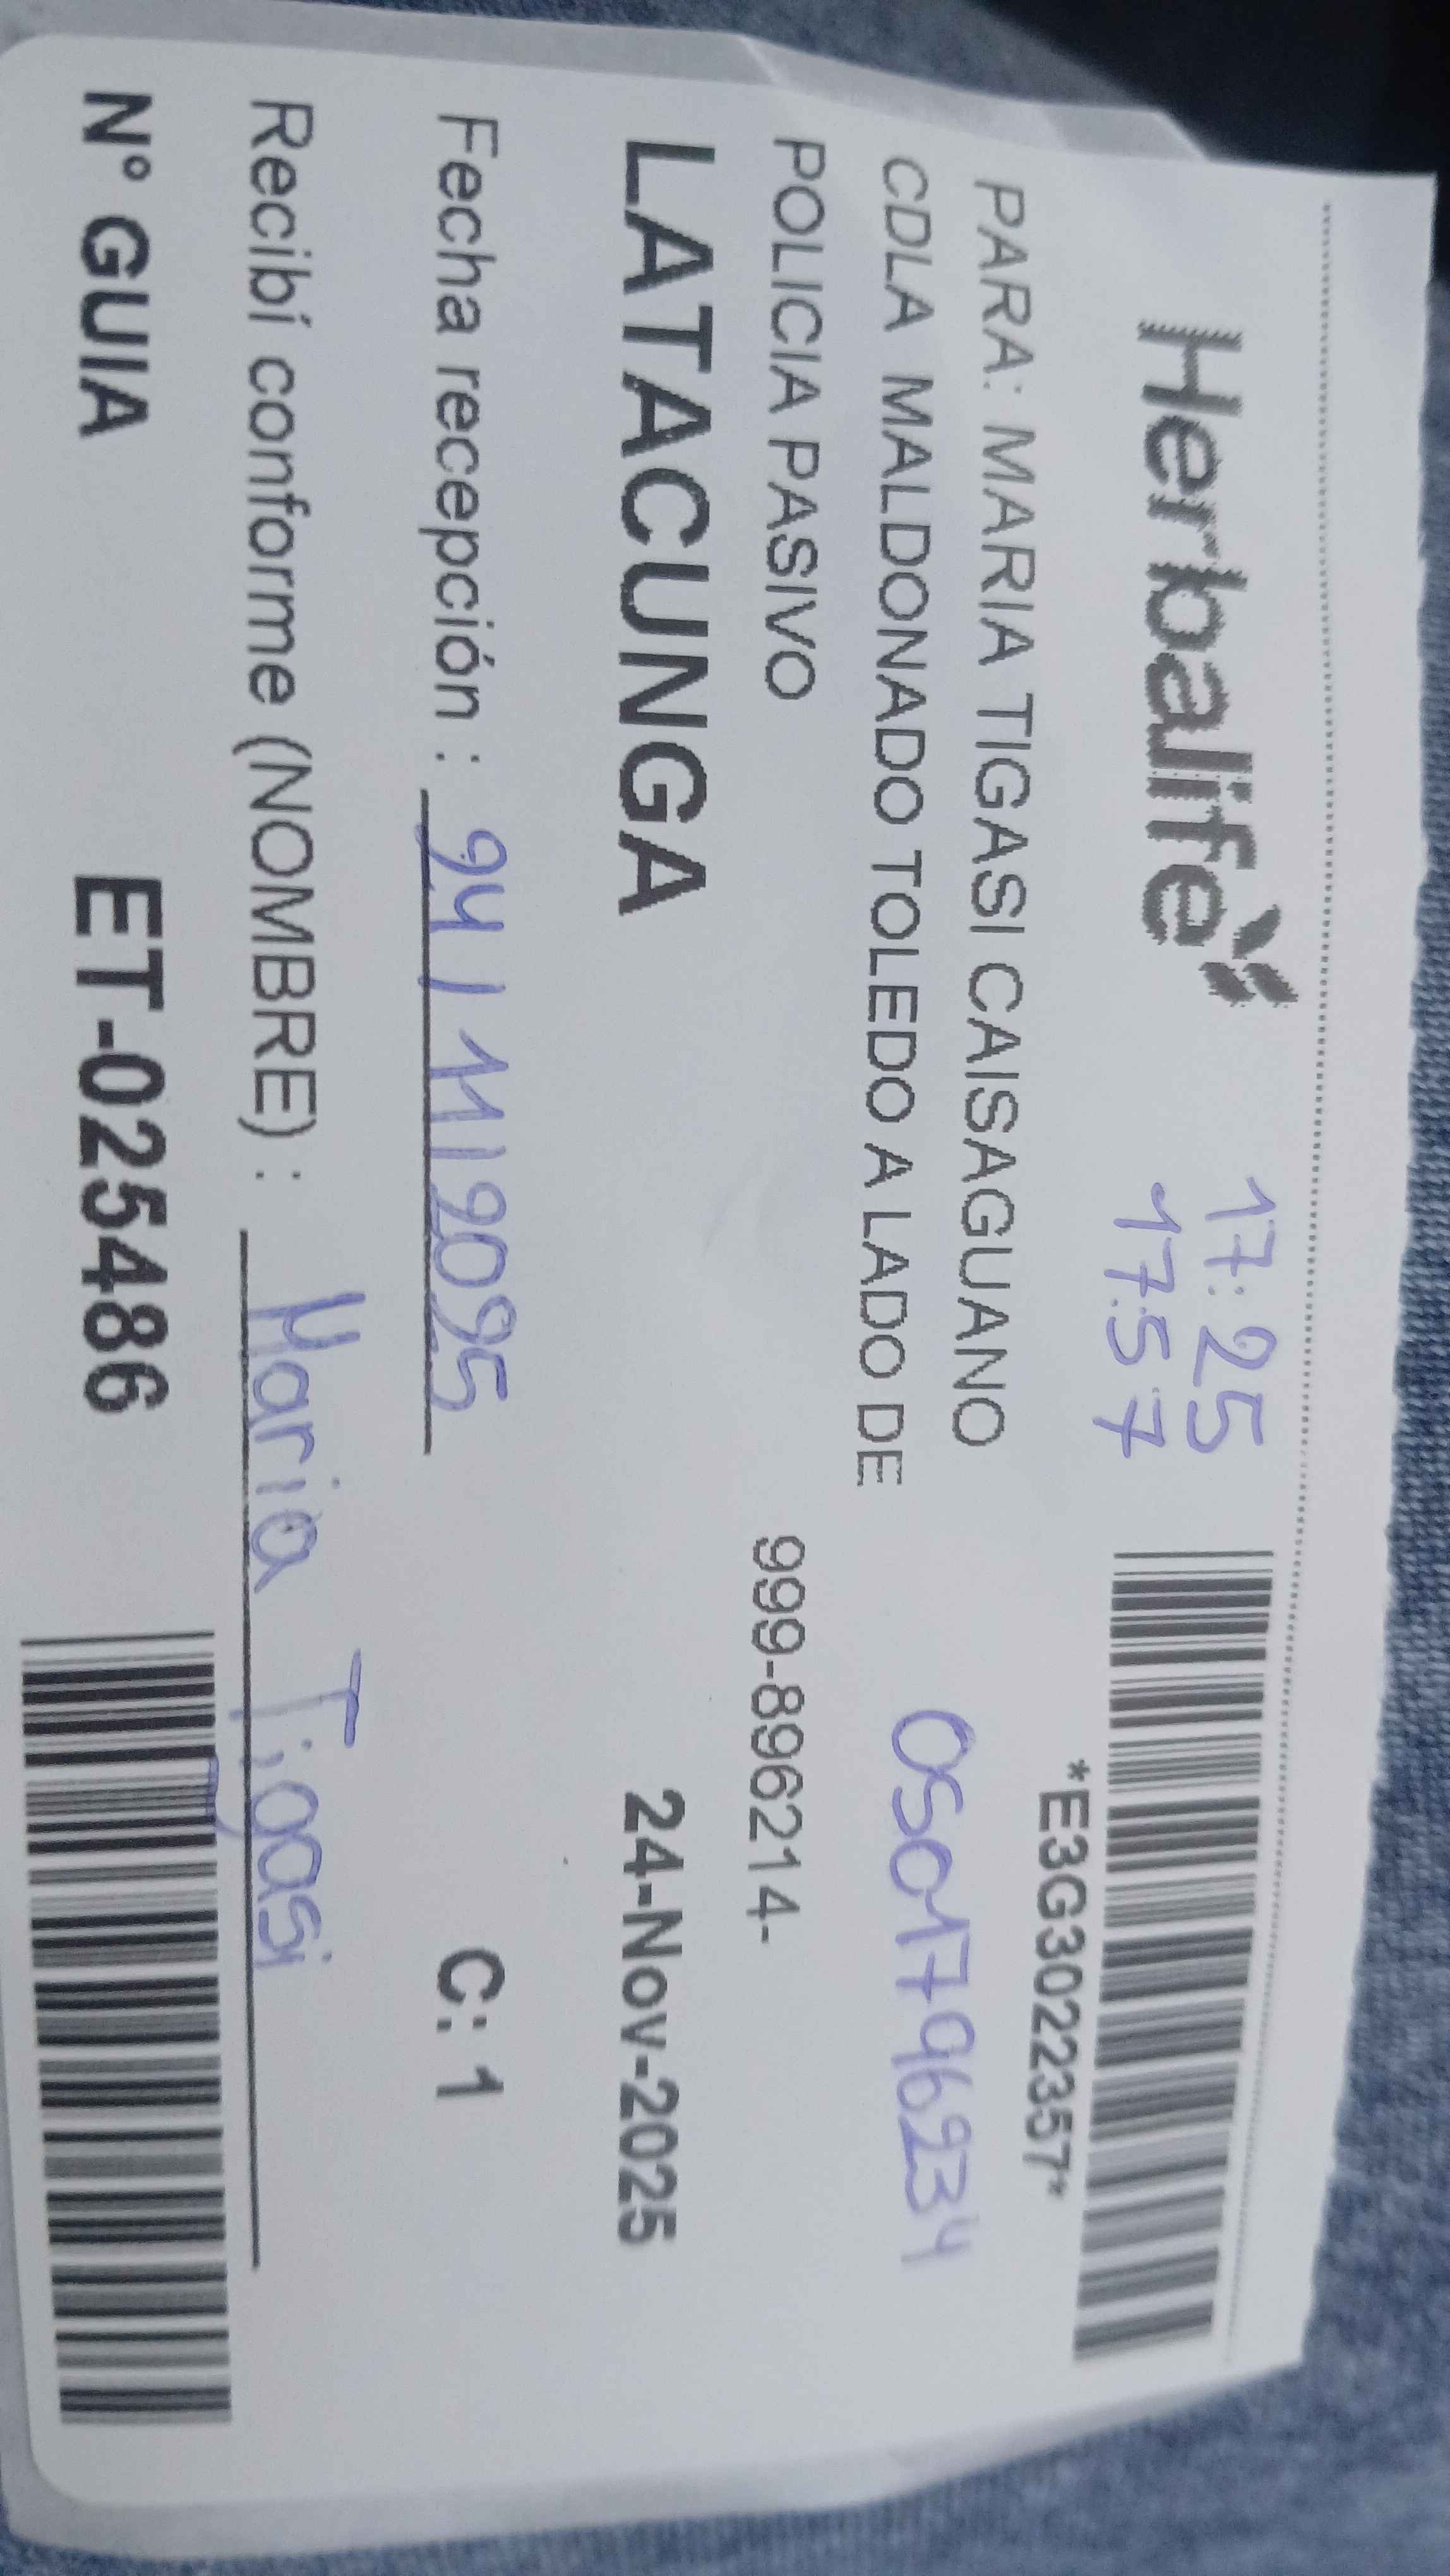 Herbalife
17:25
17:57
*E3G3022357*
PARA: MARIA TIGASI CAISAGUANO
CDLA MALDONADO TOLEDO A LADO DE
0501796234
POLICIA PASIVO
999-896214-
LATACUNGA
24-Nov-2025
Fecha recepción : 24/11/2025
C: 1
Recibí conforme (NOMBRE) : Maria Tigasi
N° GUIA ET-025486